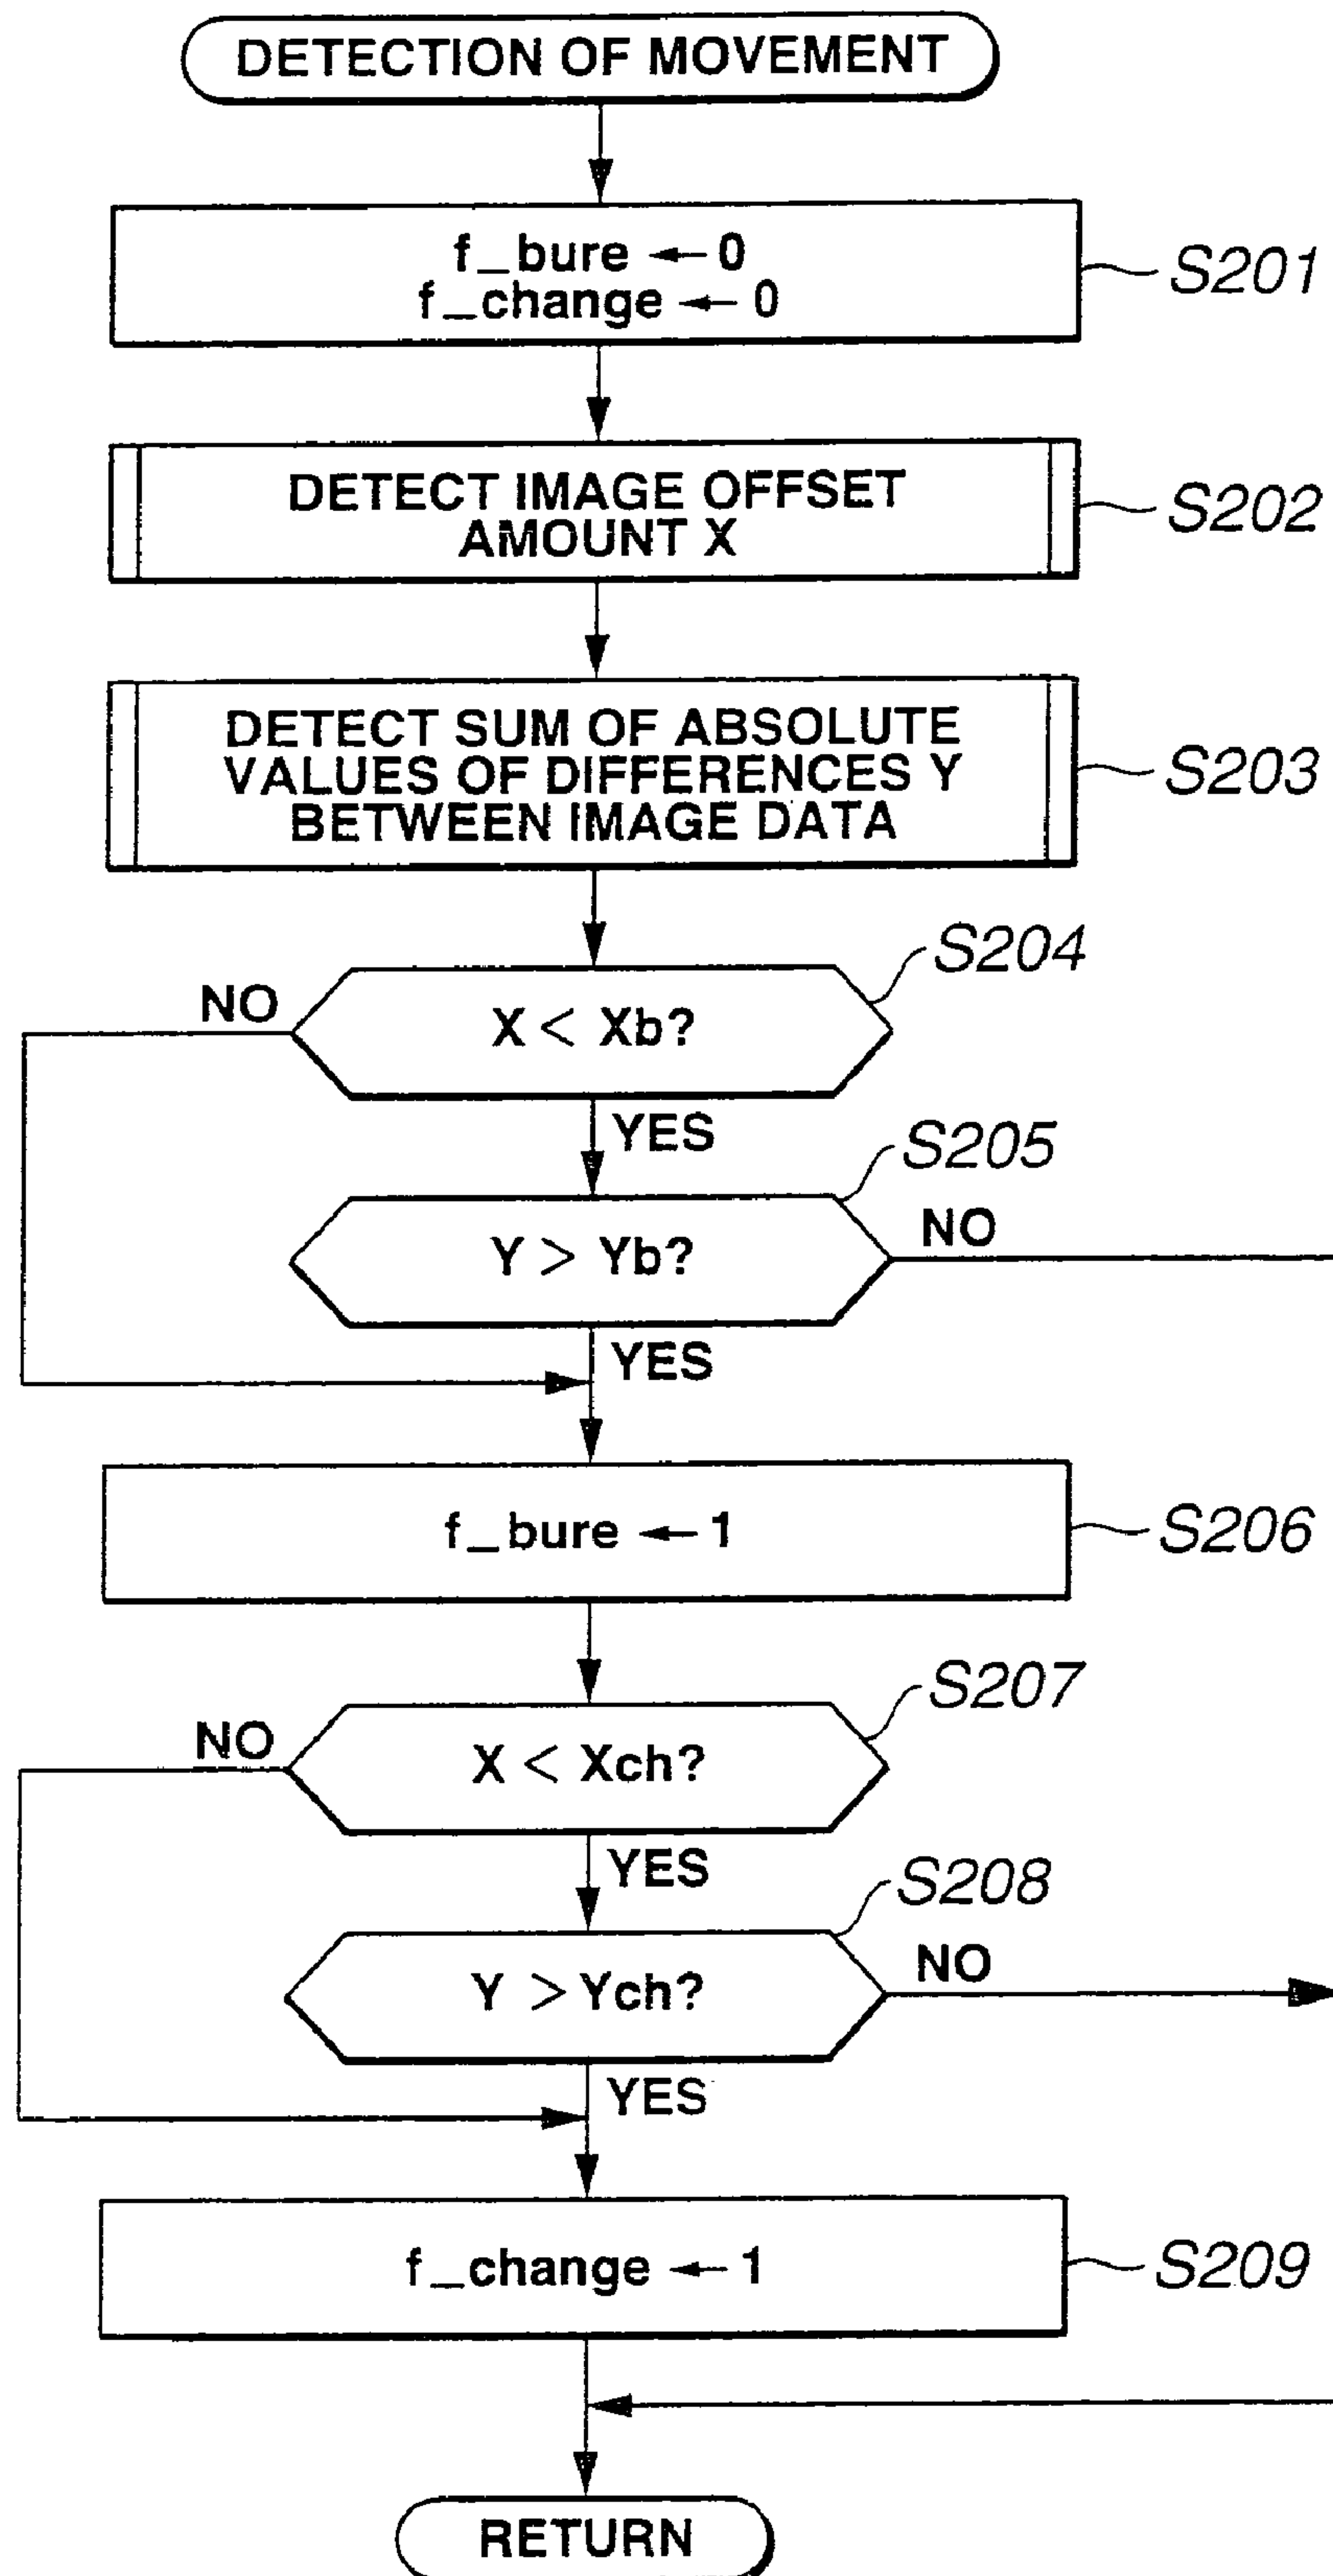 DETECTION OF MOVEMENT
f_bure ← 0
f_change ← 0
S201
DETECT IMAGE OFFSET
AMOUNT X
S202
DETECT SUM OF ABSOLUTE
VALUES OF DIFFERENCES Y
BETWEEN IMAGE DATA
S203
S204
NO
X < Xb?
YES
S205
Y > Yb?
NO
YES
f_bure ← 1
S206
S207
NO
X < Xch?
YES
S208
Y > Ych?
NO
YES
f_change ← 1
S209
RETURN